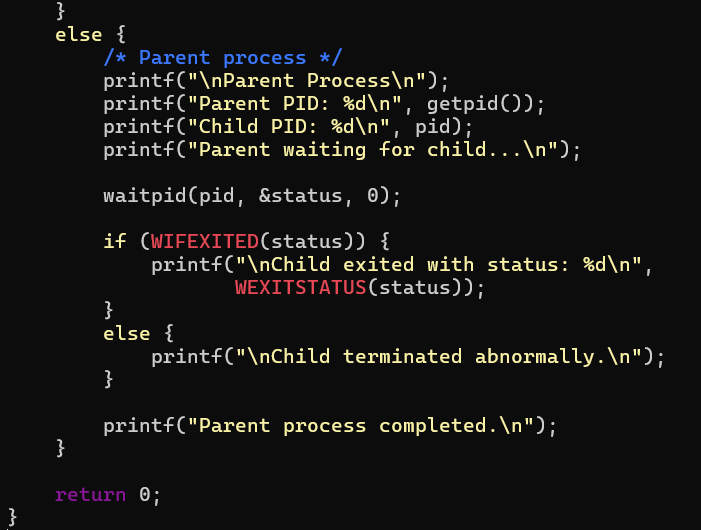 }
    else {
        /* Parent process */
        printf("\nParent Process\n");
        printf("Parent PID: %d\n", getpid());
        printf("Child PID: %d\n", pid);
        printf("Parent waiting for child...\n");

        waitpid(pid, &status, 0);

        if (WIFEXITED(status)) {
            printf("\nChild exited with status: %d\n",
                   WEXITSTATUS(status));
        }
        else {
            printf("\nChild terminated abnormally.\n");
        }

        printf("Parent process completed.\n");
    }

    return 0;
}